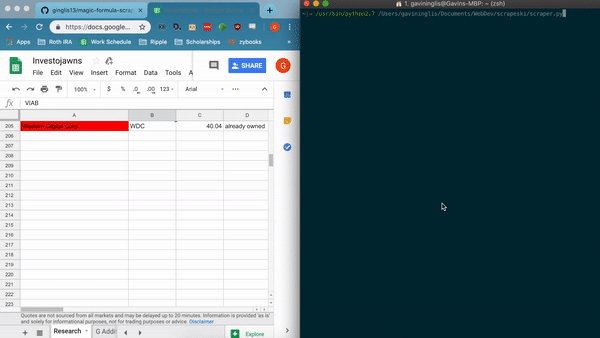 ginglis13/magic-formula-scra
https://docs.google.co...
Apps
Roth IRA
Work Schedule
Ripple
Scholarships
zybooks
Investojawns
File Edit View Insert Format Data Tools A
SHARE
G
100% $ % .0 .00 123 Arial
fx VIAB
A B C D
205 Western Digital Corp WDC 40.04 already owned
206
207
208
209
210
211
212
213
214
215
216
217
218
219
220
221
222
223
Quotes are not sourced from all markets and may be delayed up to 20 minutes. Information is provided 'as is'
and solely for informational purposes, not for trading purposes or advice. Disclaimer
Research G Addi Explore
1. gavininglis@Gavins-MBP: ~ (zsh)
~|⇒ /usr/bin/python2.7 /Users/gavininglis/Documents/WebDev/scrapeski/scraper.py